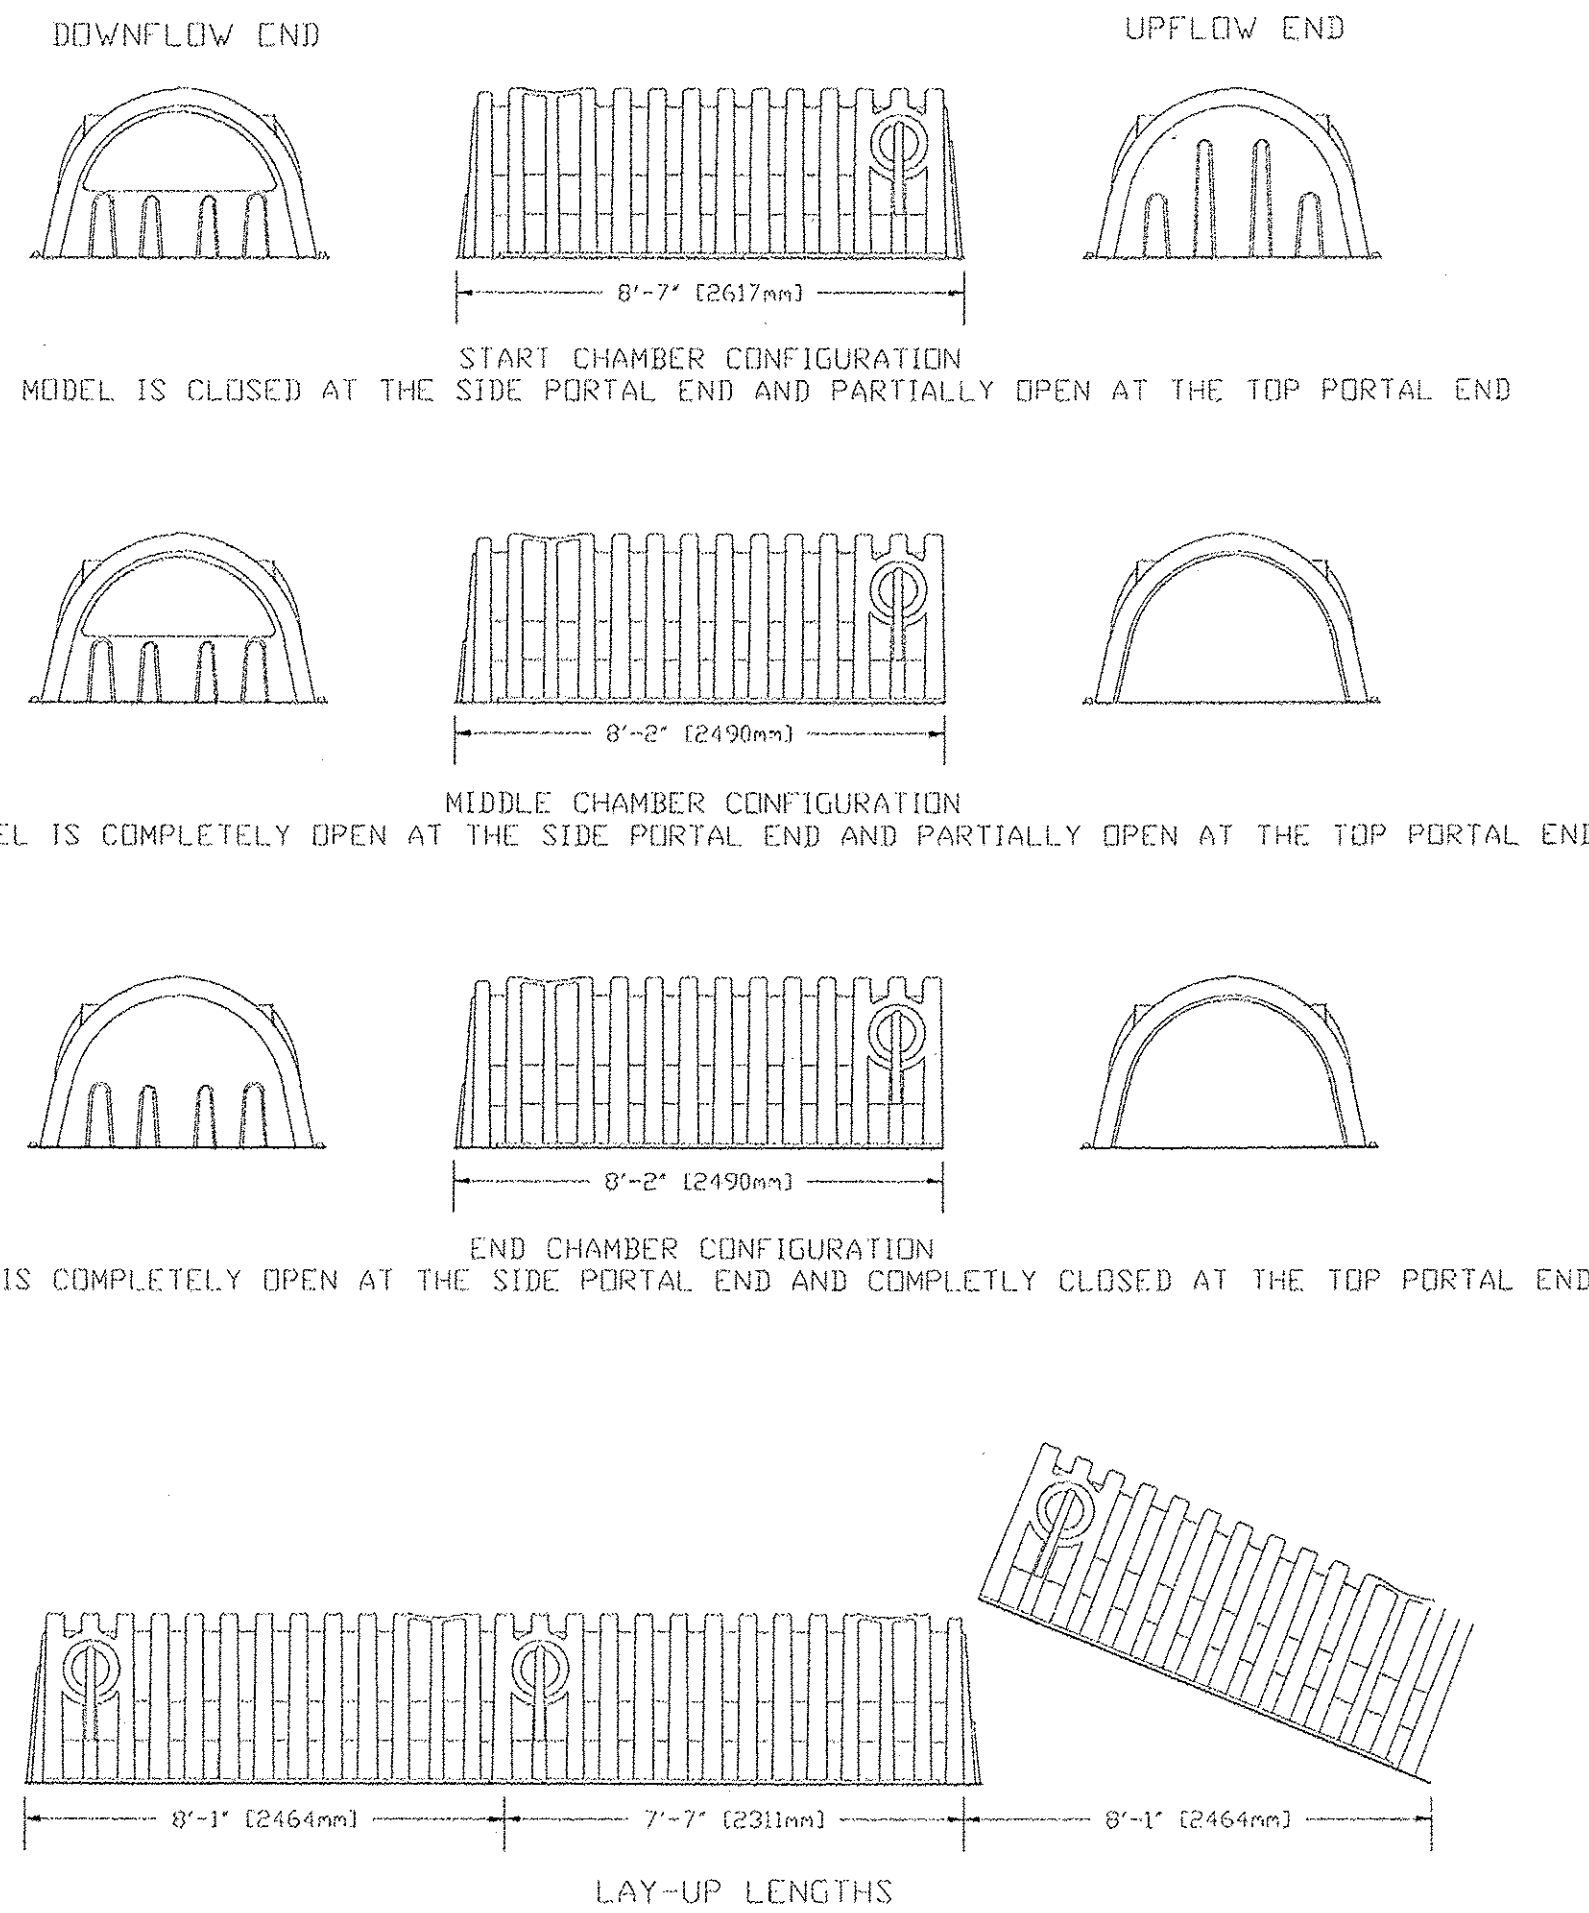 DOWNFLOW END
UPFLOW END
8'-7" [2617mm]
START CHAMBER CONFIGURATION
MODEL IS CLOSED AT THE SIDE PORTAL END AND PARTIALLY OPEN AT THE TOP PORTAL END
8'-2" [2490mm]
MIDDLE CHAMBER CONFIGURATION
EL IS COMPLETELY OPEN AT THE SIDE PORTAL END AND PARTIALLY OPEN AT THE TOP PORTAL END
8'-2" [2490mm]
END CHAMBER CONFIGURATION
IS COMPLETELY OPEN AT THE SIDE PORTAL END AND COMPLETLY CLOSED AT THE TOP PORTAL END
8'-1" [2464mm]
7'-7" [2311mm]
8'-1" [2464mm]
LAY-UP LENGTHS